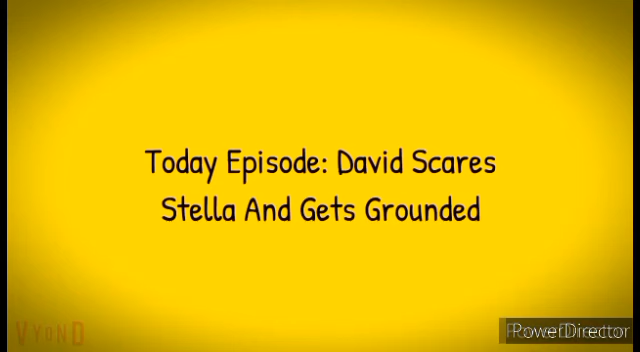 Today Episode: David Scares
Stella And Gets Grounded
VYOND
PowerDirector